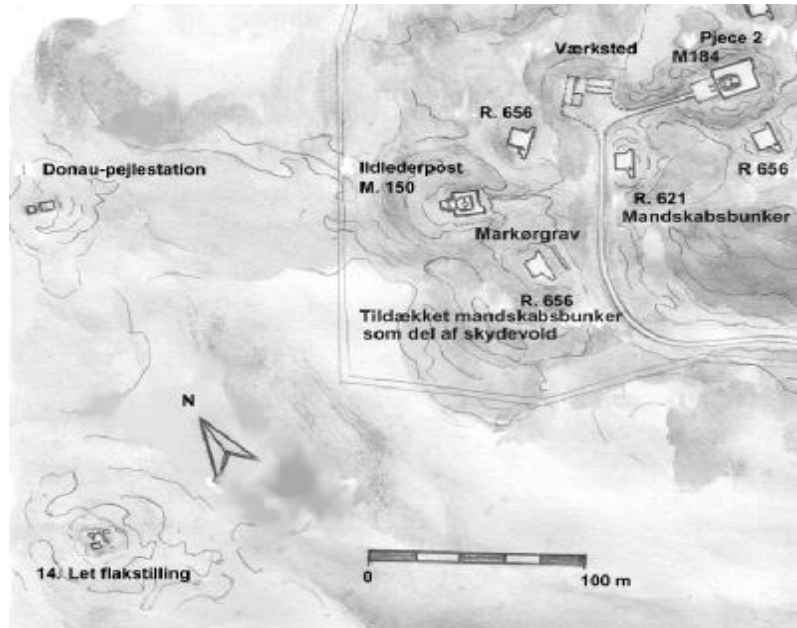 Pjece 2
M184
Værksted
R. 656
R 656
Donau-pejlestation
Ildlederpost
M. 150
R. 621
Mandskabsbunker
Markørgrav
R. 656
Tildækket mandskabsbunker
som del af skydevold
N
14. Let flakstilling
0
100 m